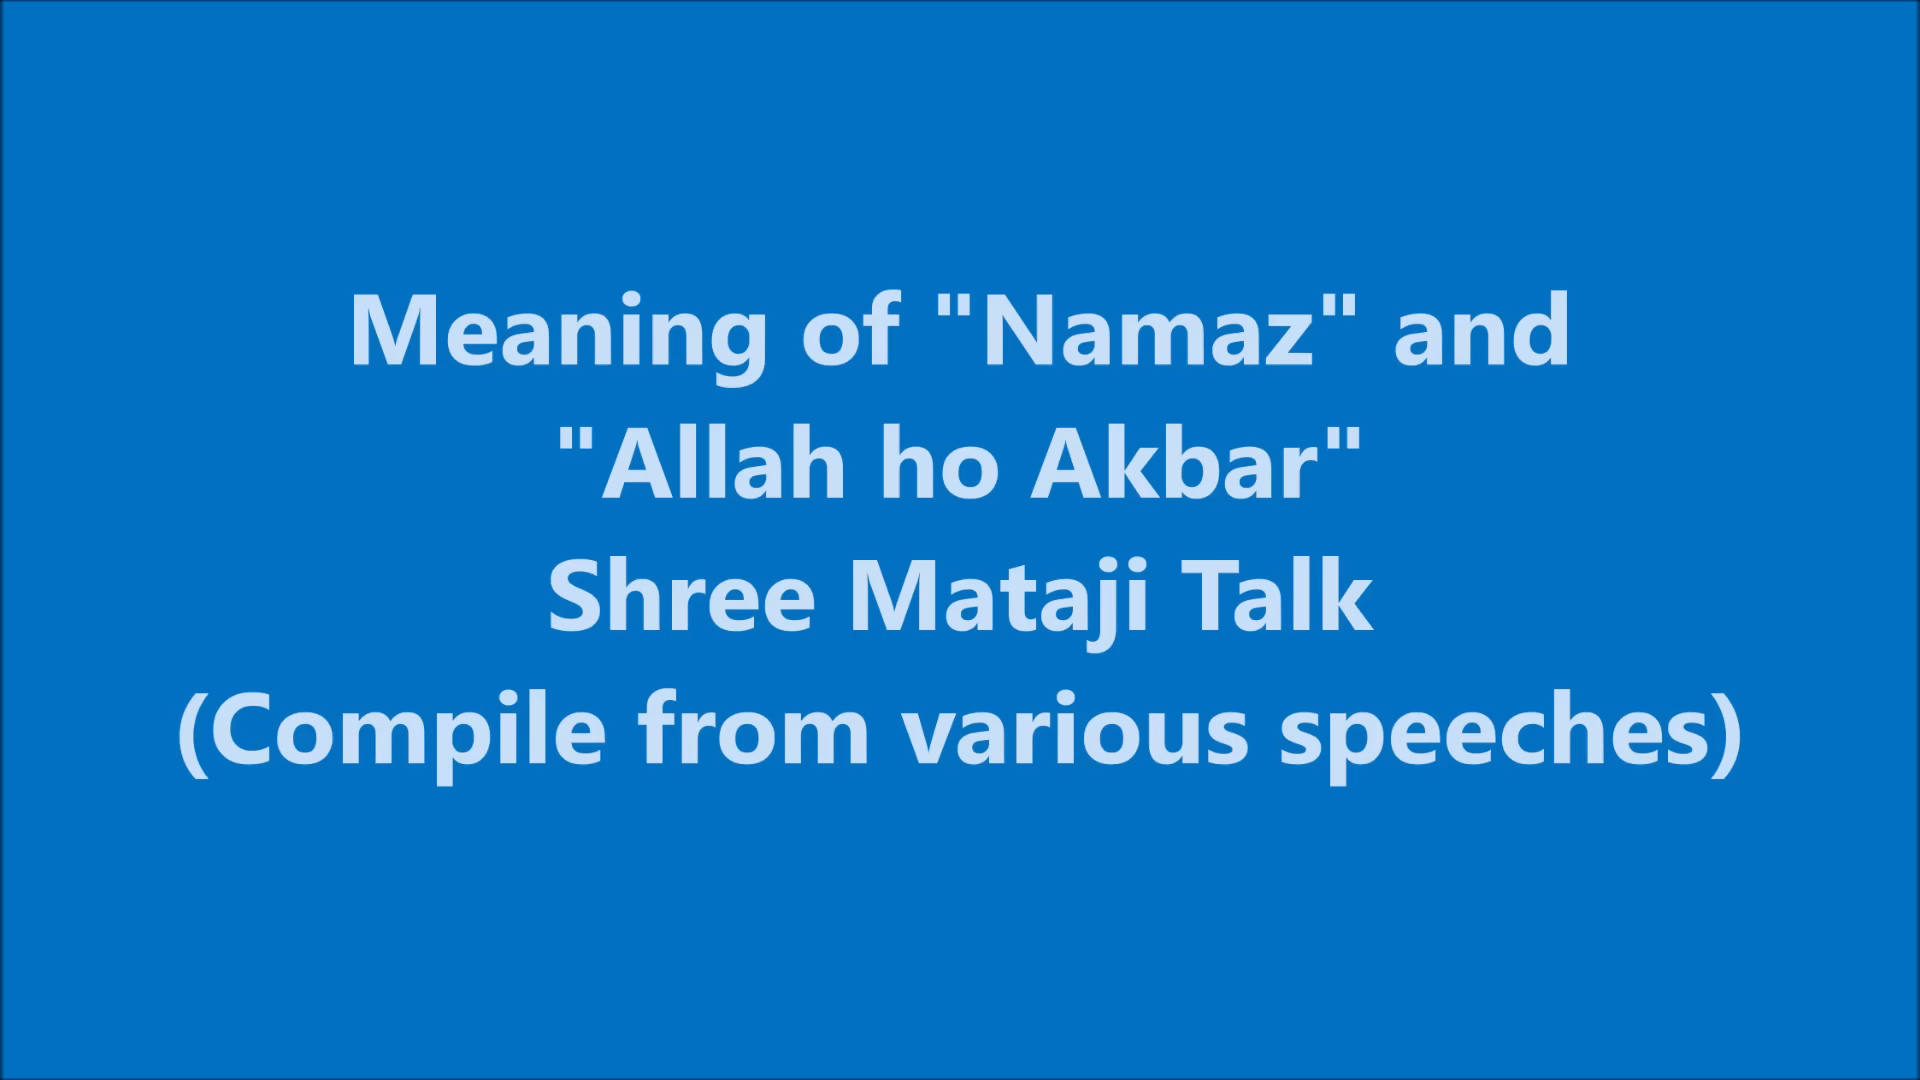 Meaning of "Namaz" and
"Allah ho Akbar"
Shree Mataji Talk
(Compile from various speeches)